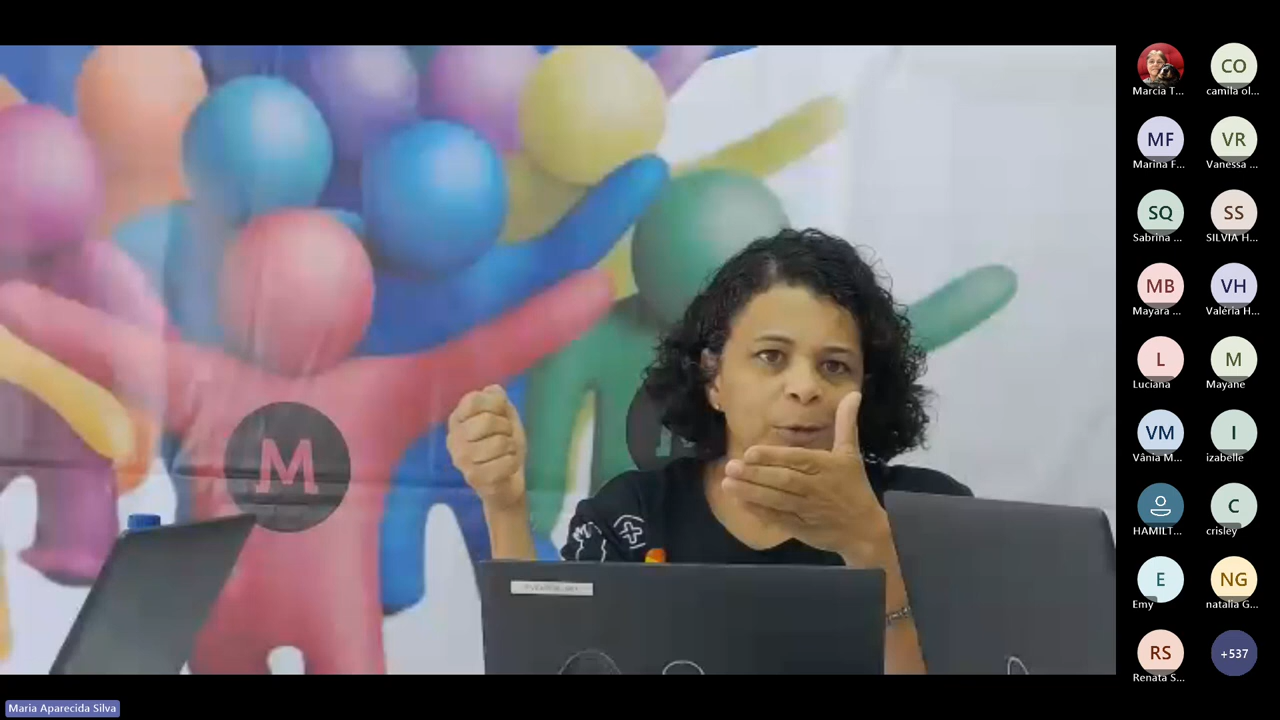 Marcia T...
CO
camila ol...
MF
Marina F...
VR
Vanessa ...
SQ
Sabrina ...
SS
SILVIA H...
MB
Mayara ...
VH
Valéria H...
L
Luciana
M
Mayane
VM
Vânia M...
I
izabelle
HAMILT...
C
crisley
E
Emy
NG
natalia G...
RS
Renata S...
+537
M
Maria Aparecida Silva